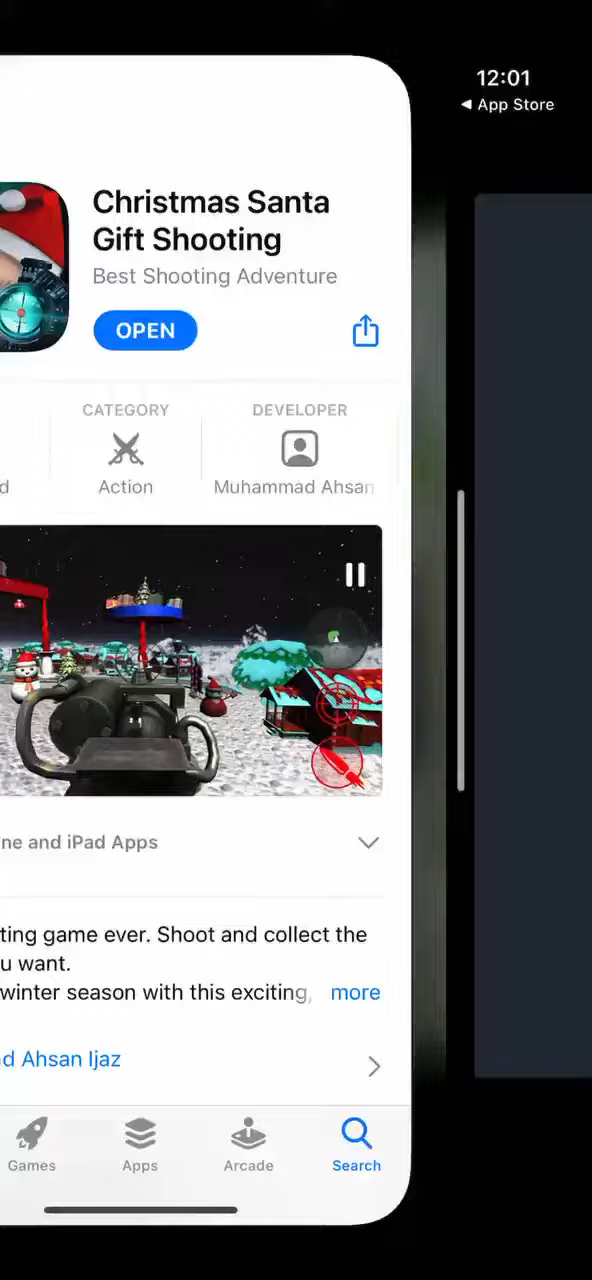 12:01
◀ App Store
Christmas Santa
Gift Shooting
Best Shooting Adventure
OPEN
CATEGORY
DEVELOPER
d
Action
Muhammad Ahsan
ne and iPad Apps
ting game ever. Shoot and collect the
u want.
winter season with this exciting, more
d Ahsan Ijaz
Games
Apps
Arcade
Search